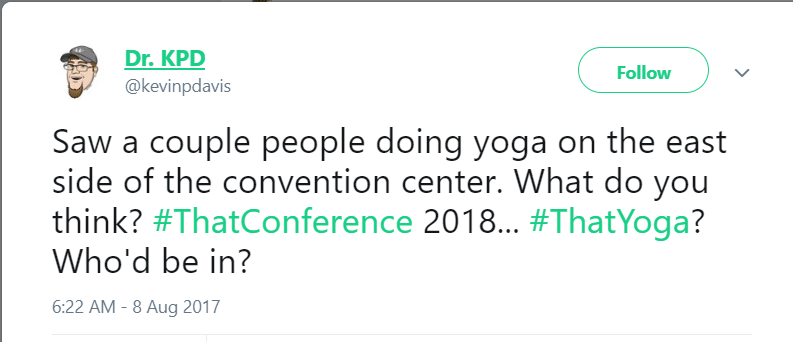 Dr. KPD
@kevinpdavis
Follow
Saw a couple people doing yoga on the east
side of the convention center. What do you
think? #ThatConference 2018... #ThatYoga?
Who'd be in?
6:22 AM - 8 Aug 2017